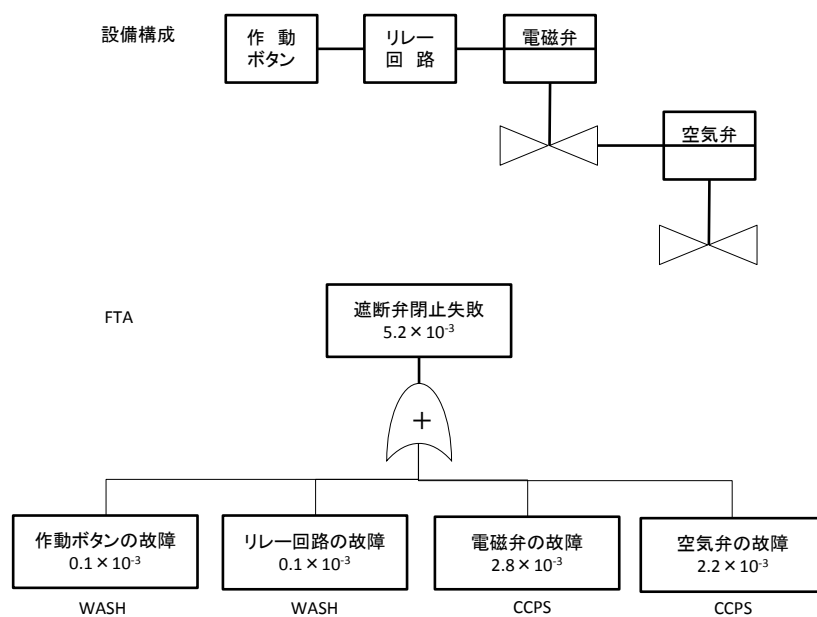 設備構成
作 動
ボタン
リレー
回 路
電磁弁
空気弁
FTA
遮断弁閉止失敗
5.2×10⁻³
+
作動ボタンの故障
0.1×10⁻³
リレー回路の故障
0.1×10⁻³
電磁弁の故障
2.8×10⁻³
空気弁の故障
2.2×10⁻³
WASH
WASH
CCPS
CCPS